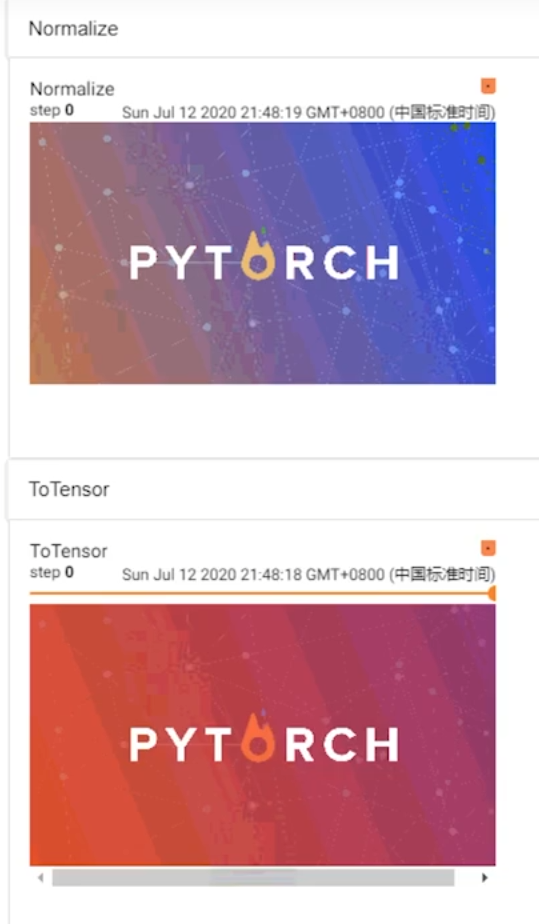 Normalize
Normalize
step 0 Sun Jul 12 2020 21:48:19 GMT+0800 (中国标准时间)
PYTORCH
ToTensor
ToTensor
step 0 Sun Jul 12 2020 21:48:18 GMT+0800 (中国标准时间)
PYTORCH